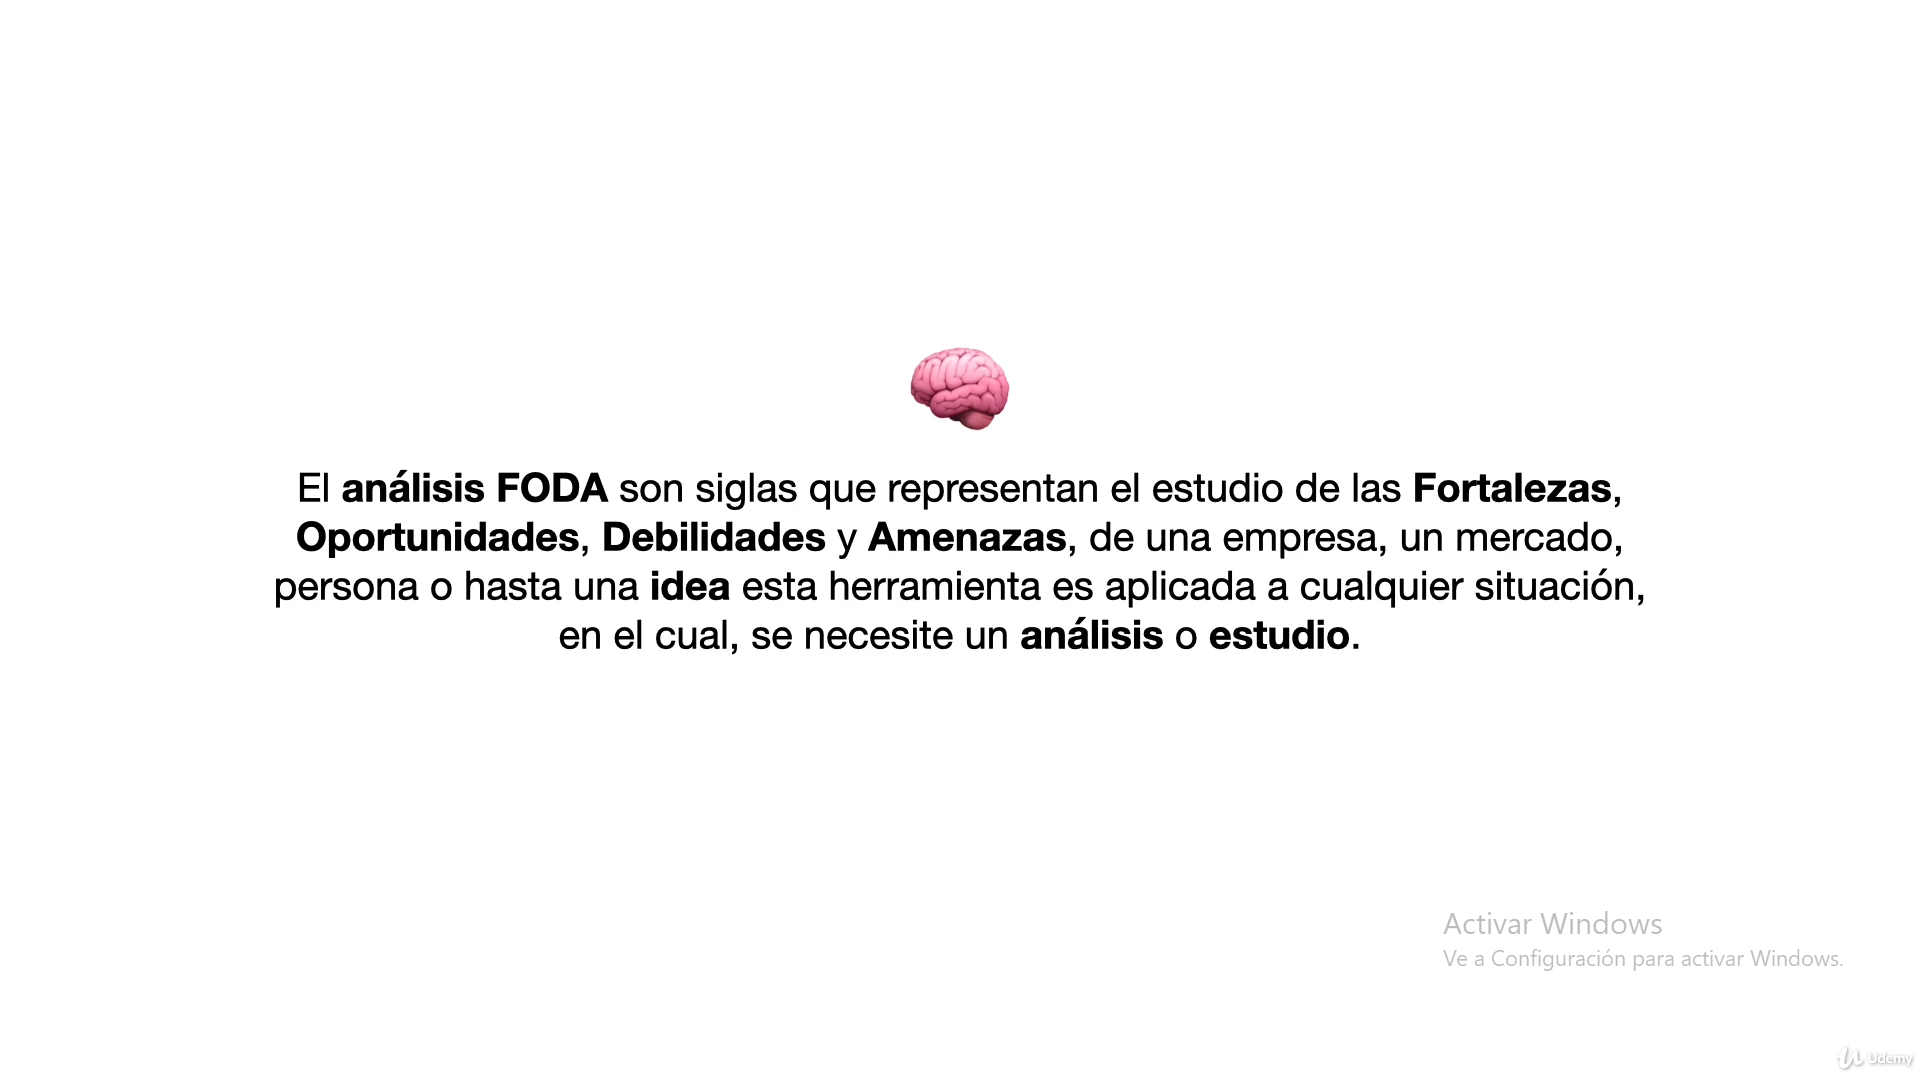 El análisis FODA son siglas que representan el estudio de las Fortalezas,
Oportunidades, Debilidades y Amenazas, de una empresa, un mercado,
persona o hasta una idea esta herramienta es aplicada a cualquier situación,
en el cual, se necesite un análisis o estudio.
Activar Windows
Ve a Configuración para activar Windows.
Udemy